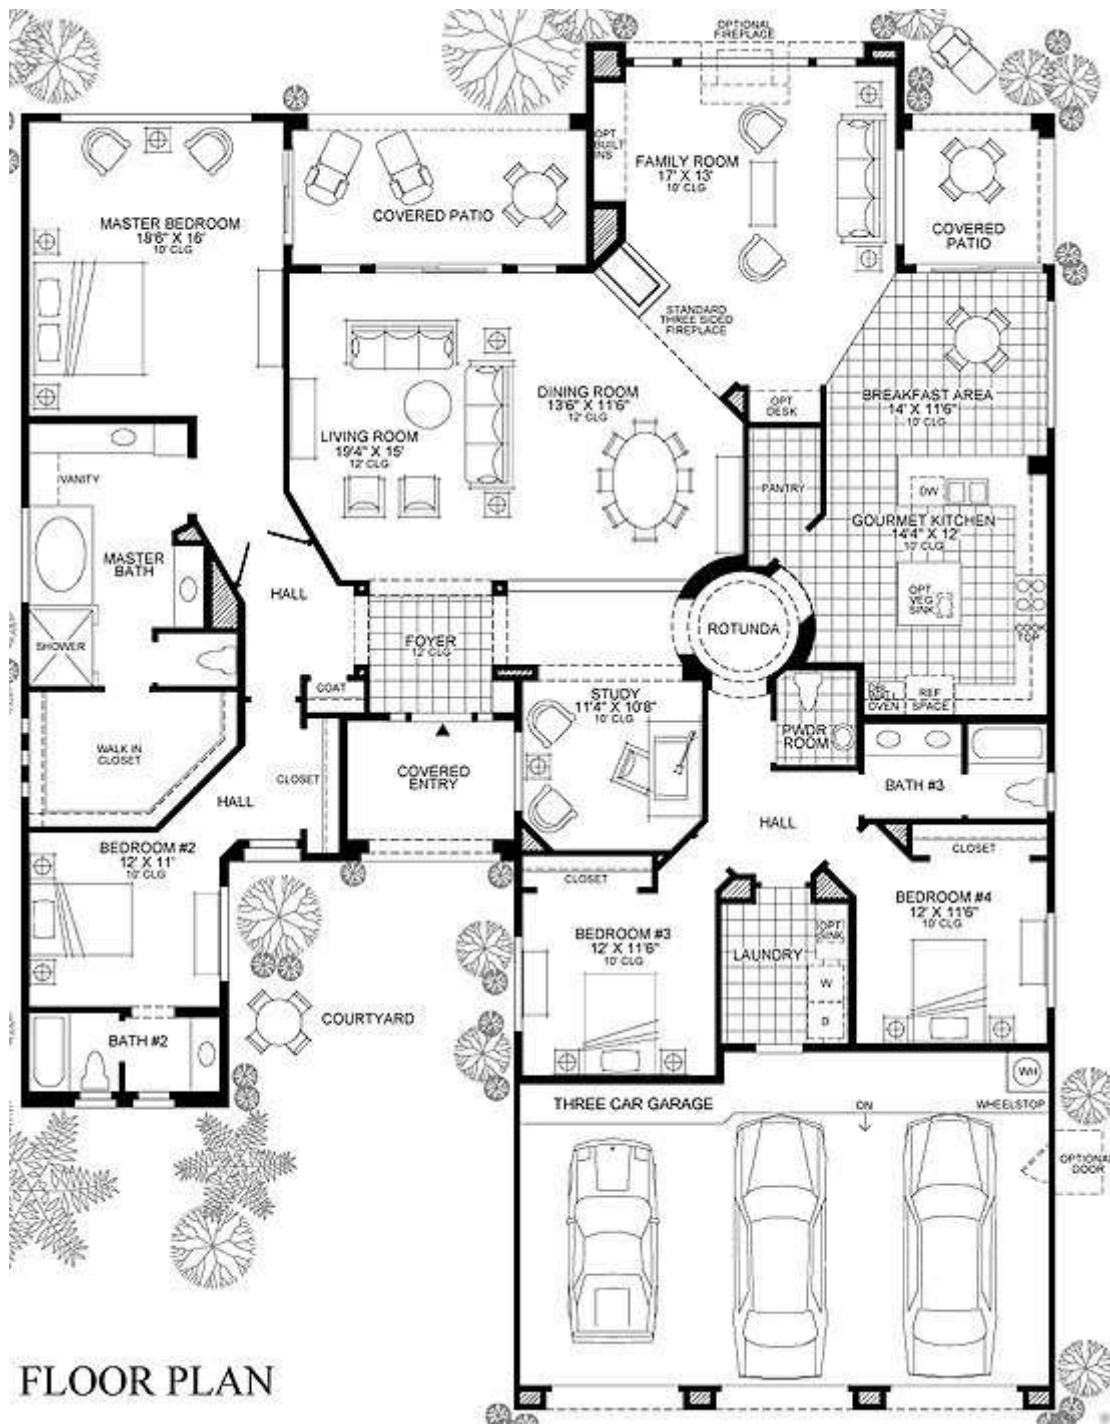 OPTIONAL
FIREPLACE
OPT
BUILT
INS
FAMILY ROOM
17' X 13'
10' CLG
MASTER BEDROOM
18'6" X 16'
10' CLG
COVERED PATIO
COVERED
PATIO
STANDARD
THREE SIDED
FIREPLACE
DINING ROOM
13'6" X 11'6"
12' CLG
OPT
DESK
BREAKFAST AREA
14' X 11'6"
10' CLG
LIVING ROOM
19'4" X 15'
12' CLG
VANITY
PANTRY
DW
GOURMET KITCHEN
14'4" X 12'
10' CLG
MASTER
BATH
HALL
OPT
VEG
SINK
COOK
TOP
SHOWER
FOYER
12' CLG
ROTUNDA
COAT
STUDY
11'4" X 10'8"
10' CLG
DBL
WALL
OVEN
REF
SPACE
PWDR
ROOM
WALK IN
CLOSET
CLOSET
COVERED
ENTRY
BATH #3
HALL
HALL
BEDROOM #2
12' X 11'
10' CLG
CLOSET
CLOSET
BEDROOM #4
12' X 11'6"
10' CLG
BEDROOM #3
12' X 11'6"
10' CLG
OPT
SINK
LAUNDRY
W
D
COURTYARD
BATH #2
WH
THREE CAR GARAGE
DN
WHEELSTOP
OPTIONAL
DOOR
FLOOR PLAN